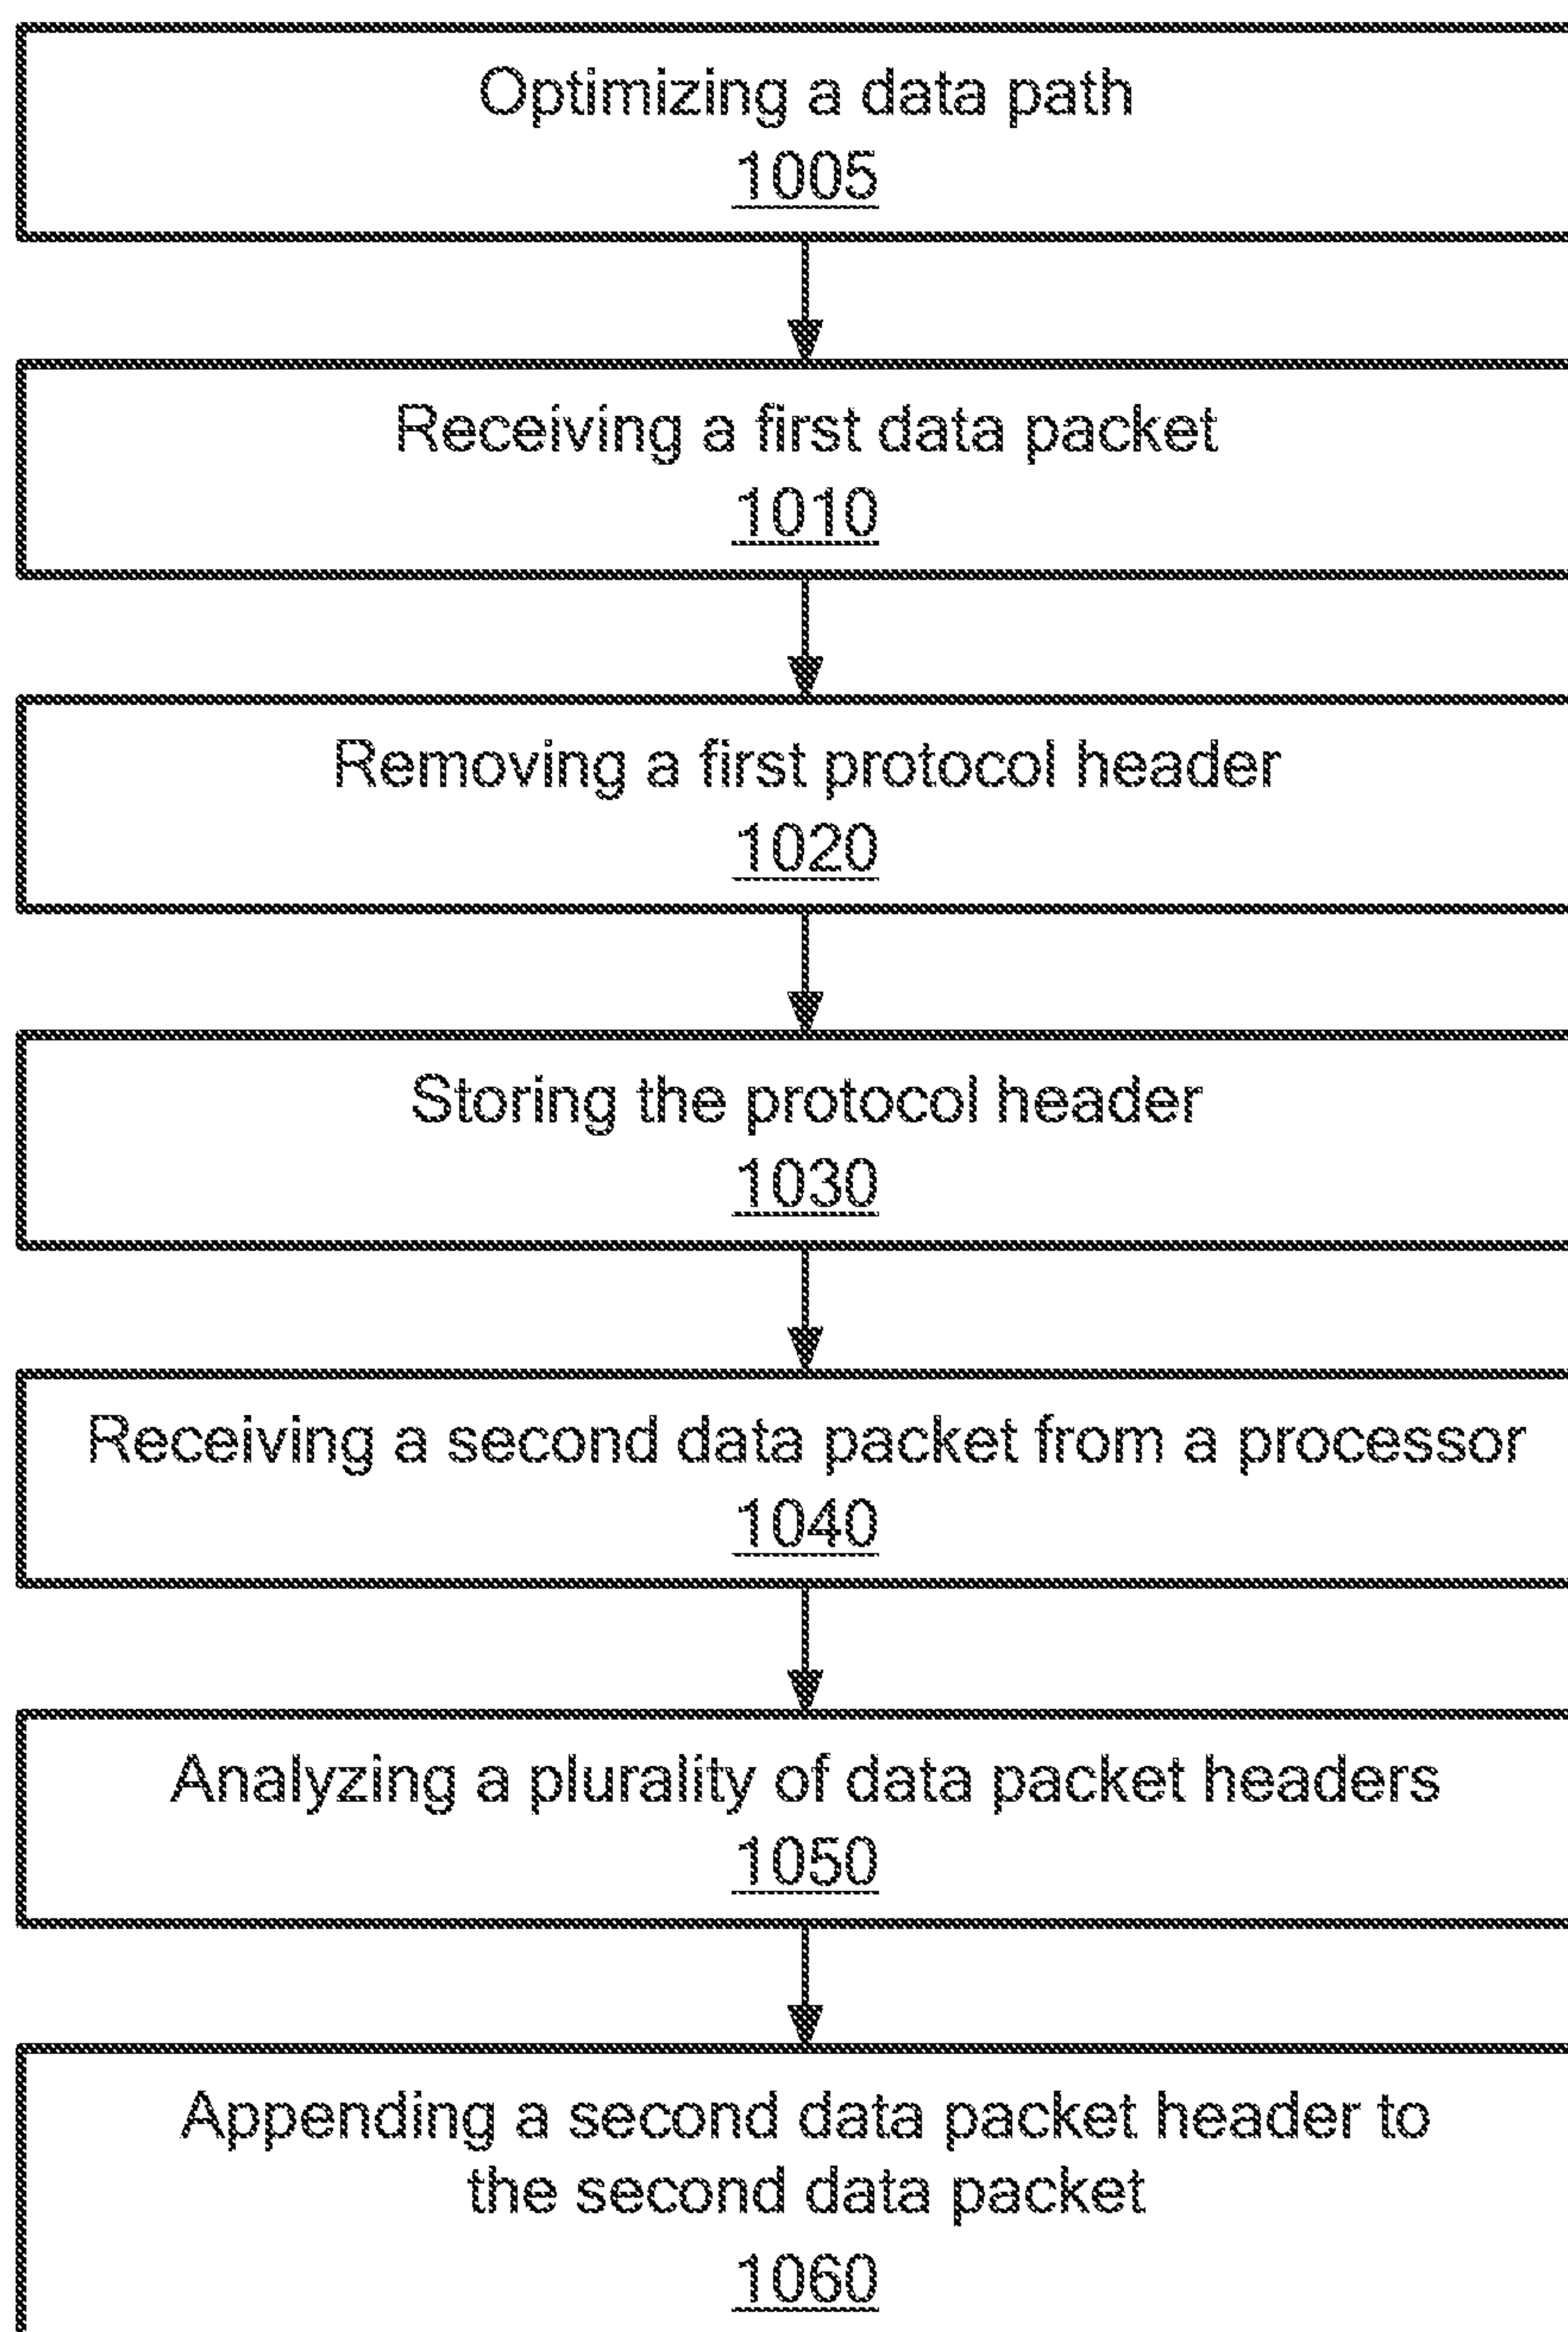 Optimizing a data path
1005
Receiving a first data packet
1010
Removing a first protocol header
1020
Storing the protocol header
1030
Receiving a second data packet from a processor
1040
Analyzing a plurality of data packet headers
1050
Appending a second data packet header to
the second data packet
1060